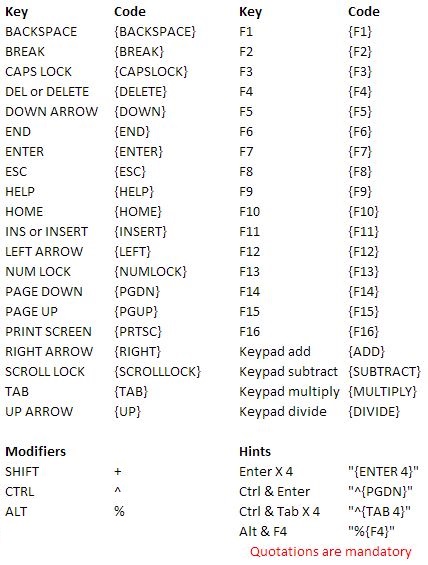 Key Code Key Code
BACKSPACE {BACKSPACE} F1 {F1}
BREAK {BREAK} F2 {F2}
CAPS LOCK {CAPSLOCK} F3 {F3}
DEL or DELETE {DELETE} F4 {F4}
DOWN ARROW {DOWN} F5 {F5}
END {END} F6 {F6}
ENTER {ENTER} F7 {F7}
ESC {ESC} F8 {F8}
HELP {HELP} F9 {F9}
HOME {HOME} F10 {F10}
INS or INSERT {INSERT} F11 {F11}
LEFT ARROW {LEFT} F12 {F12}
NUM LOCK {NUMLOCK} F13 {F13}
PAGE DOWN {PGDN} F14 {F14}
PAGE UP {PGUP} F15 {F15}
PRINT SCREEN {PRTSC} F16 {F16}
RIGHT ARROW {RIGHT} Keypad add {ADD}
SCROLL LOCK {SCROLLLOCK} Keypad subtract {SUBTRACT}
TAB {TAB} Keypad multiply {MULTIPLY}
UP ARROW {UP} Keypad divide {DIVIDE}
Modifiers Hints
SHIFT + Enter X 4 "{ENTER 4}"
CTRL ^ Ctrl & Enter "^{PGDN}"
ALT % Ctrl & Tab X 4 "^{TAB 4}"
Alt & F4 "%{F4}"
Quotations are mandatory